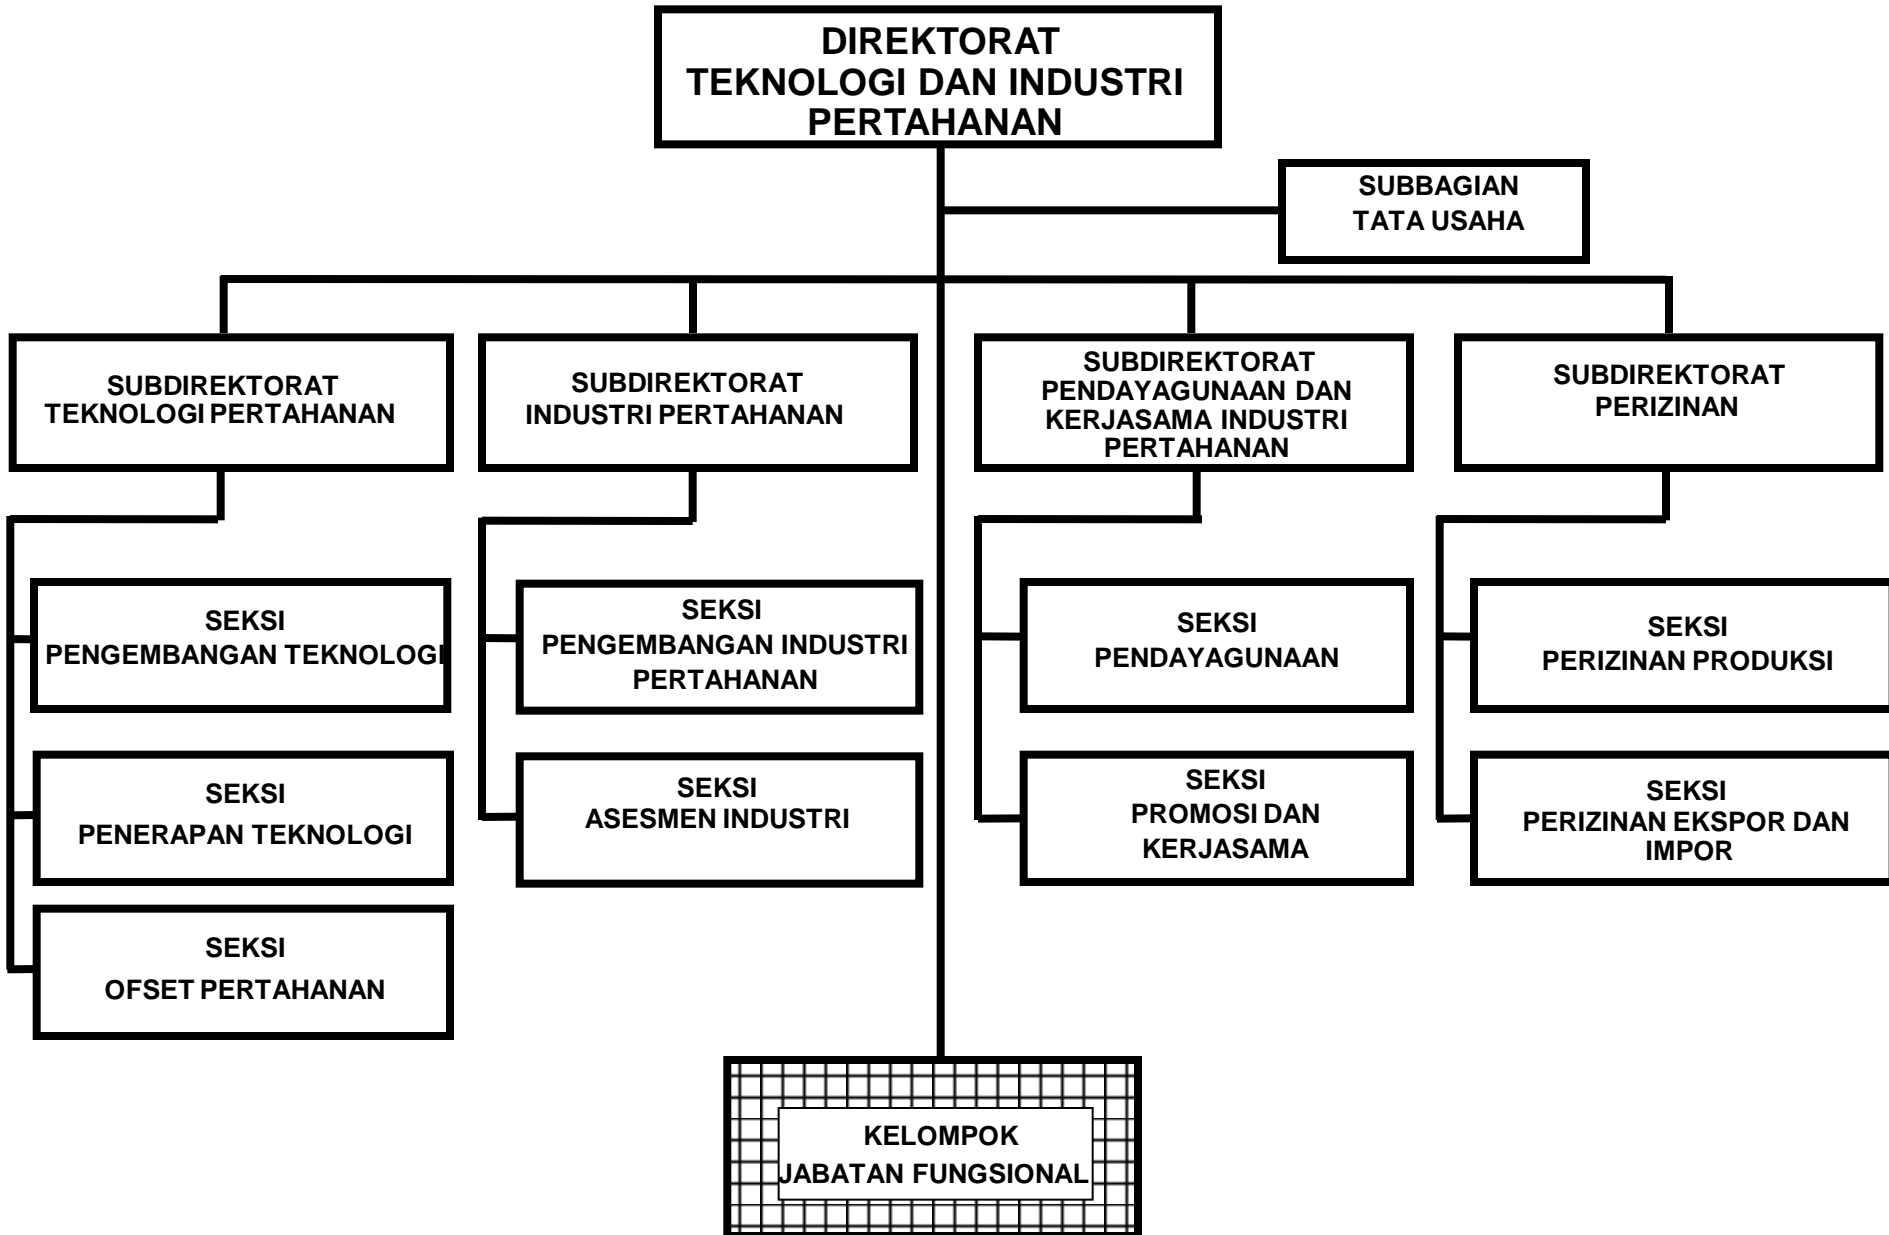 DIREKTORAT
TEKNOLOGI DAN INDUSTRI
PERTAHANAN
SUBBAGIAN
TATA USAHA
SUBDIREKTORAT
TEKNOLOGI PERTAHANAN
SUBDIREKTORAT
INDUSTRI PERTAHANAN
SUBDIREKTORAT
PENDAYAGUNAAN DAN
KERJASAMA INDUSTRI
PERTAHANAN
SUBDIREKTORAT
PERIZINAN
SEKSI
PENGEMBANGAN TEKNOLOGI
SEKSI
PENGEMBANGAN INDUSTRI
PERTAHANAN
SEKSI
PENDAYAGUNAAN
SEKSI
PERIZINAN PRODUKSI
SEKSI
PENERAPAN TEKNOLOGI
SEKSI
ASESMEN INDUSTRI
SEKSI
PROMOSI DAN
KERJASAMA
SEKSI
PERIZINAN EKSPOR DAN
IMPOR
SEKSI
OFSET PERTAHANAN
KELOMPOK
JABATAN FUNGSIONAL